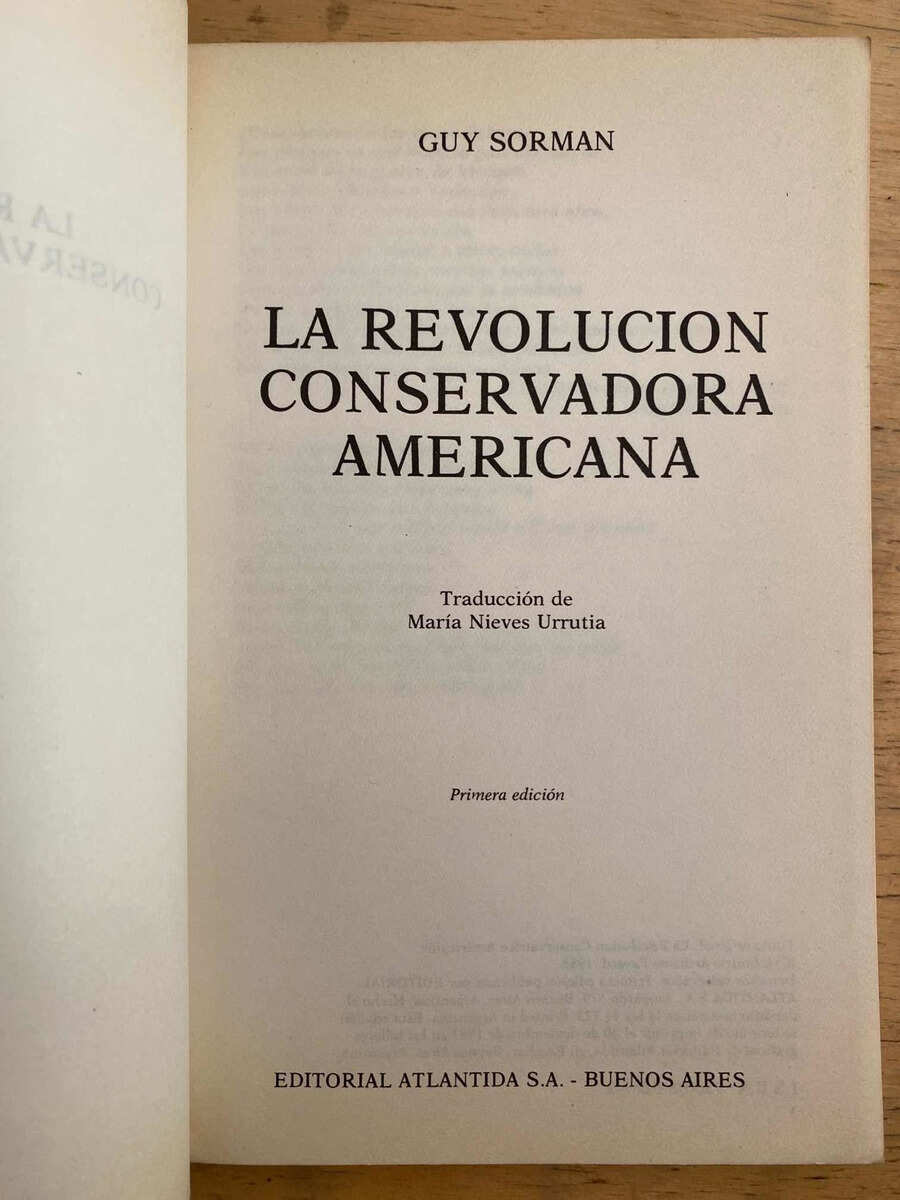 GUY SORMAN
LA REVOLUCION
CONSERVADORA
AMERICANA
Traducción de
María Nieves Urrutia
Primera edición
EDITORIAL ATLANTIDA S.A. - BUENOS AIRES